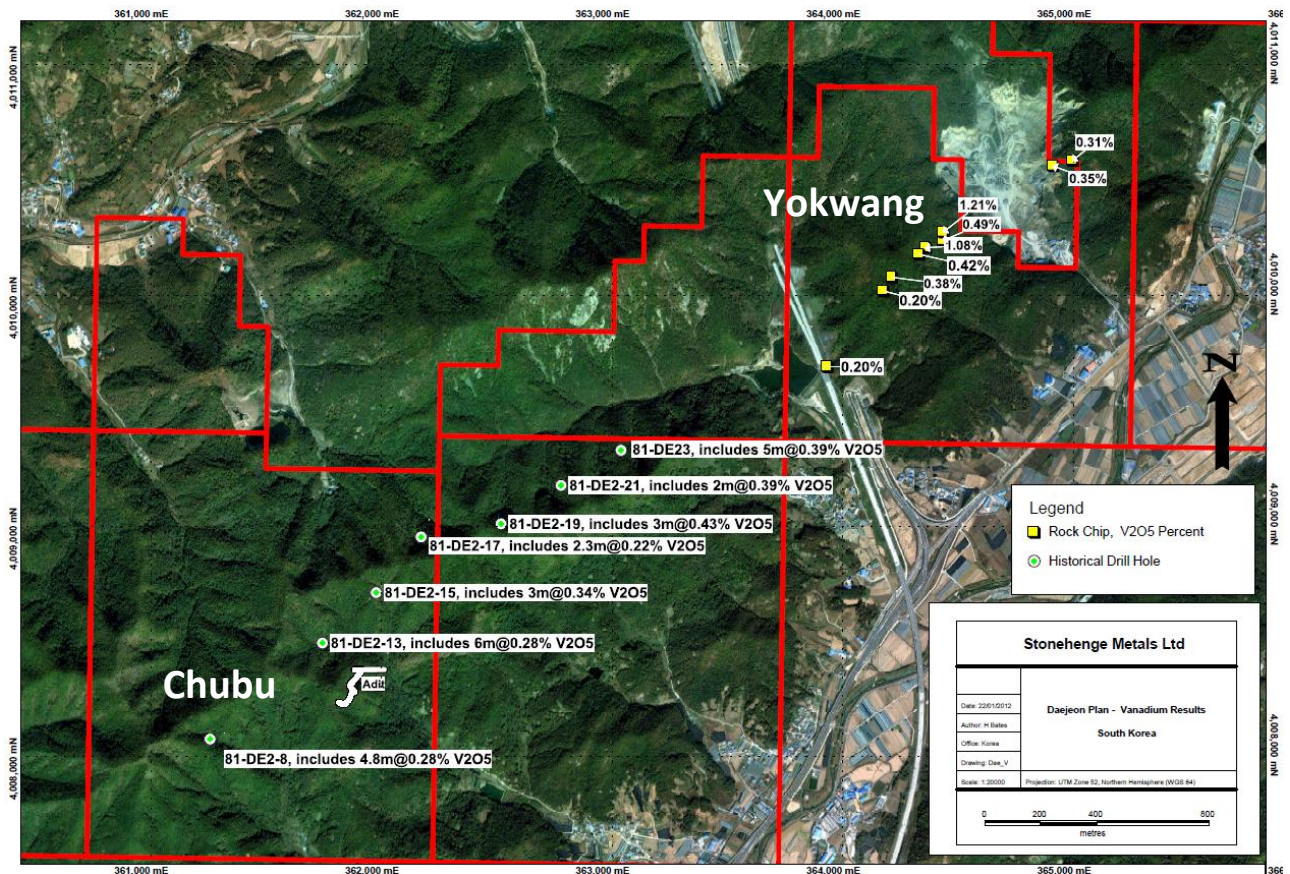 361,000 mE
362,000 mE
363,000 mE
364,000 mE
365,000 mE
366
4,011,000 mN
4,011,000 mN
0.31%
0.35%
Yokwang
1.21%
0.49%
1.08%
0.42%
0.38%
0.20%
4,010,000 mN
4,010,000 mN
N
0.20%
81-DE23, includes 5m@0.39% V2O5
81-DE2-21, includes 2m@0.39% V2O5
81-DE2-19, includes 3m@0.43% V2O5
81-DE2-17, includes 2.3m@0.22% V2O5
4,009,000 mN
4,009,000 mN
81-DE2-15, includes 3m@0.34% V2O5
81-DE2-13, includes 6m@0.28% V2O5
Chubu
Adit
81-DE2-8, includes 4.8m@0.28% V2O5
4,008,000 mN
4,008,000 mN
Legend
Rock Chip, V2O5 Percent
Historical Drill Hole
Stonehenge Metals Ltd
Date: 22/01/2012
Author: H Bates
Office: Korea
Drawing: Dae_V
Scale: 1:20000
Daejeon Plan - Vanadium Results
South Korea
Projection: UTM Zone 52, Northern Hemisphere (WGS 84)
0 200 400 800
metres
361,000 mE
362,000 mE
363,000 mE
364,000 mE
365,000 mE
366